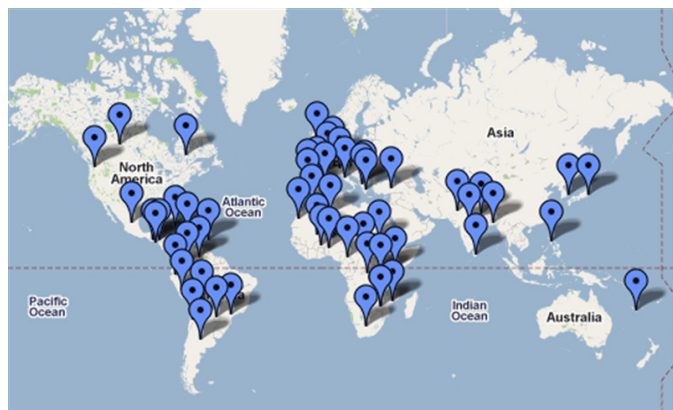 Asia
North
America
Atlantic
Ocean
Pacific
Ocean
Indian
Ocean
Australia